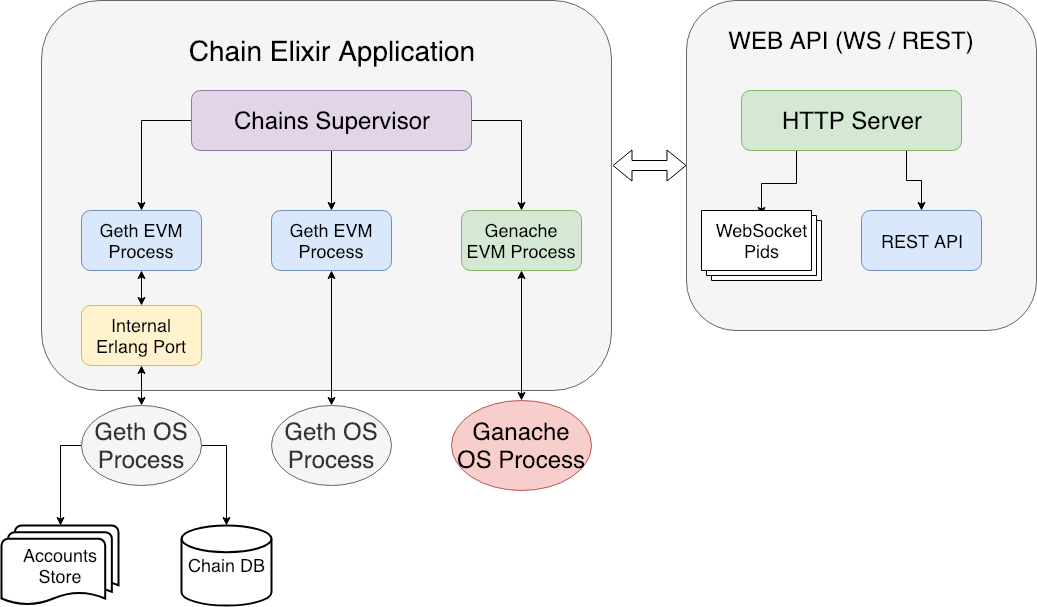 Chain Elixir Application
WEB API (WS / REST)
Chains Supervisor
HTTP Server
Geth EVM
Process
Geth EVM
Process
Genache
EVM Process
WebSocket
Pids
REST API
Internal
Erlang Port
Geth OS
Process
Geth OS
Process
Ganache
OS Process
Accounts
Store
Chain DB